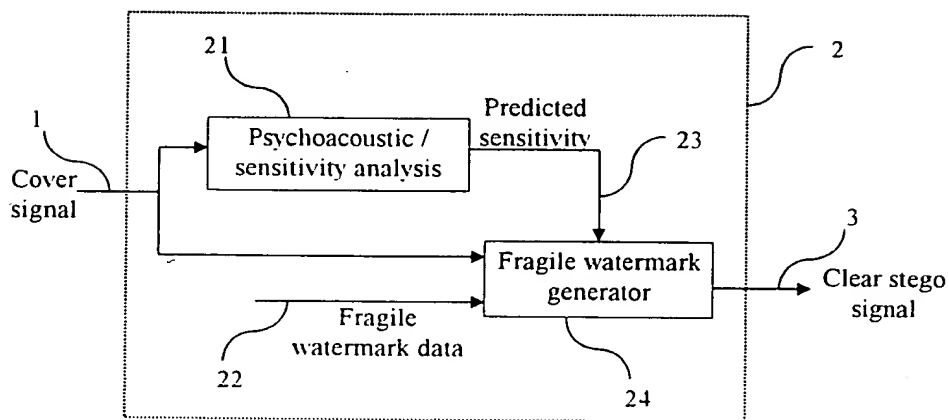 21
2
1
Psychoacoustic /
sensitivity analysis
Predicted
sensitivity
23
Cover
signal
3
Fragile watermark
generator
Clear stego
signal
Fragile
watermark data
22
24